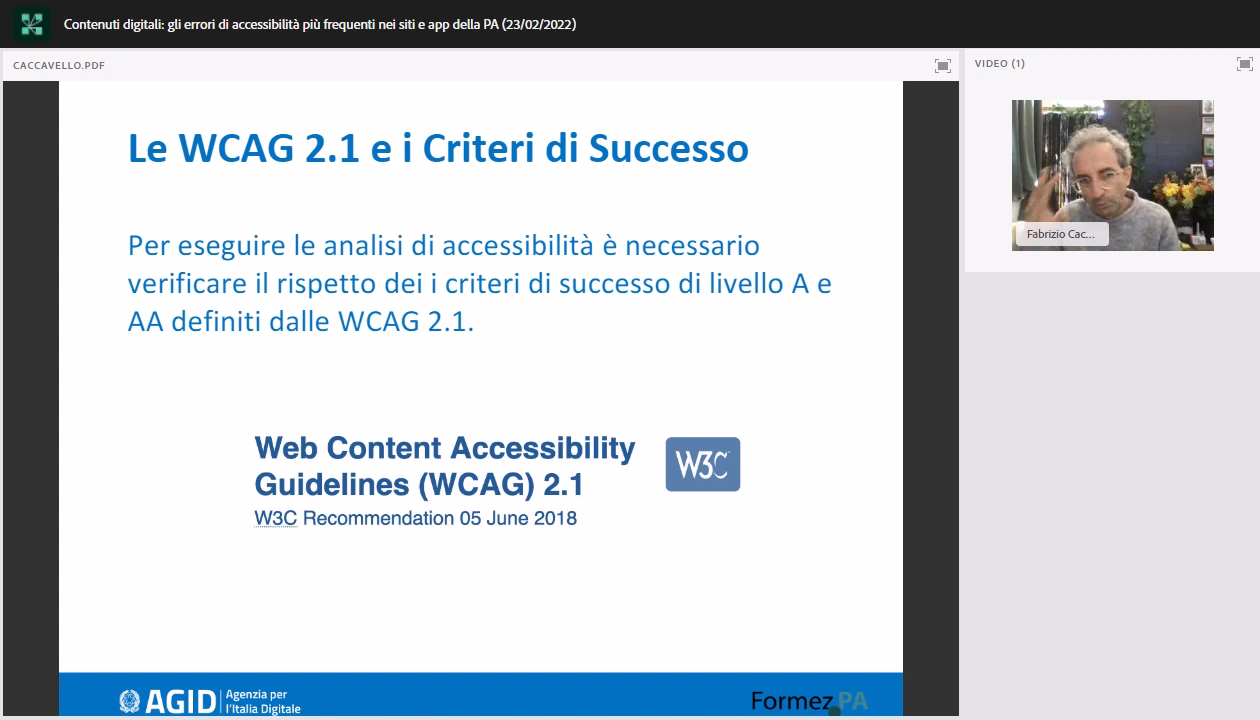 Contenuti digitali: gli errori di accessibilità più frequenti nei siti e app della PA (23/02/2022)
CACCAVELLO.PDF
VIDEO (1)
Le WCAG 2.1 e i Criteri di Successo
Per eseguire le analisi di accessibilità è necessario
verificare il rispetto dei i criteri di successo di livello A e
AA definiti dalle WCAG 2.1.
Web Content Accessibility
Guidelines (WCAG) 2.1
W3C Recommendation 05 June 2018
W3C
Fabrizio Cac...
AGID
Agenzia per
l'Italia Digitale
Formez PA